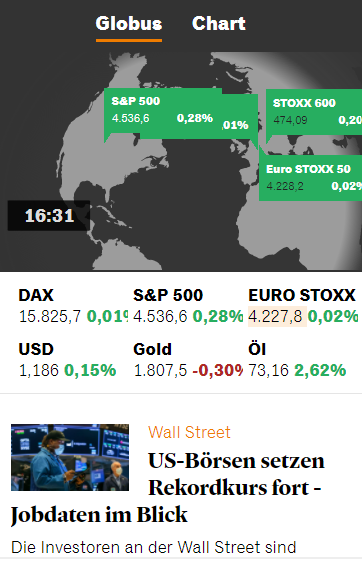 Globus Chart
S&P 500
4.536,6 0,28%
,01%
STOXX 600
474,09 0,20
Euro STOXX 50
4.228,2 0,02%
16:31
DAX S&P 500 EURO STOXX
15.825,7 0,01% 4.536,6 0,28% 4.227,8 0,02%
USD Gold Öl
1,186 0,15% 1.807,5 -0,30% 73,16 2,62%
Wall Street
US-Börsen setzen
Rekordkurs fort -
Jobdaten im Blick
Die Investoren an der Wall Street sind